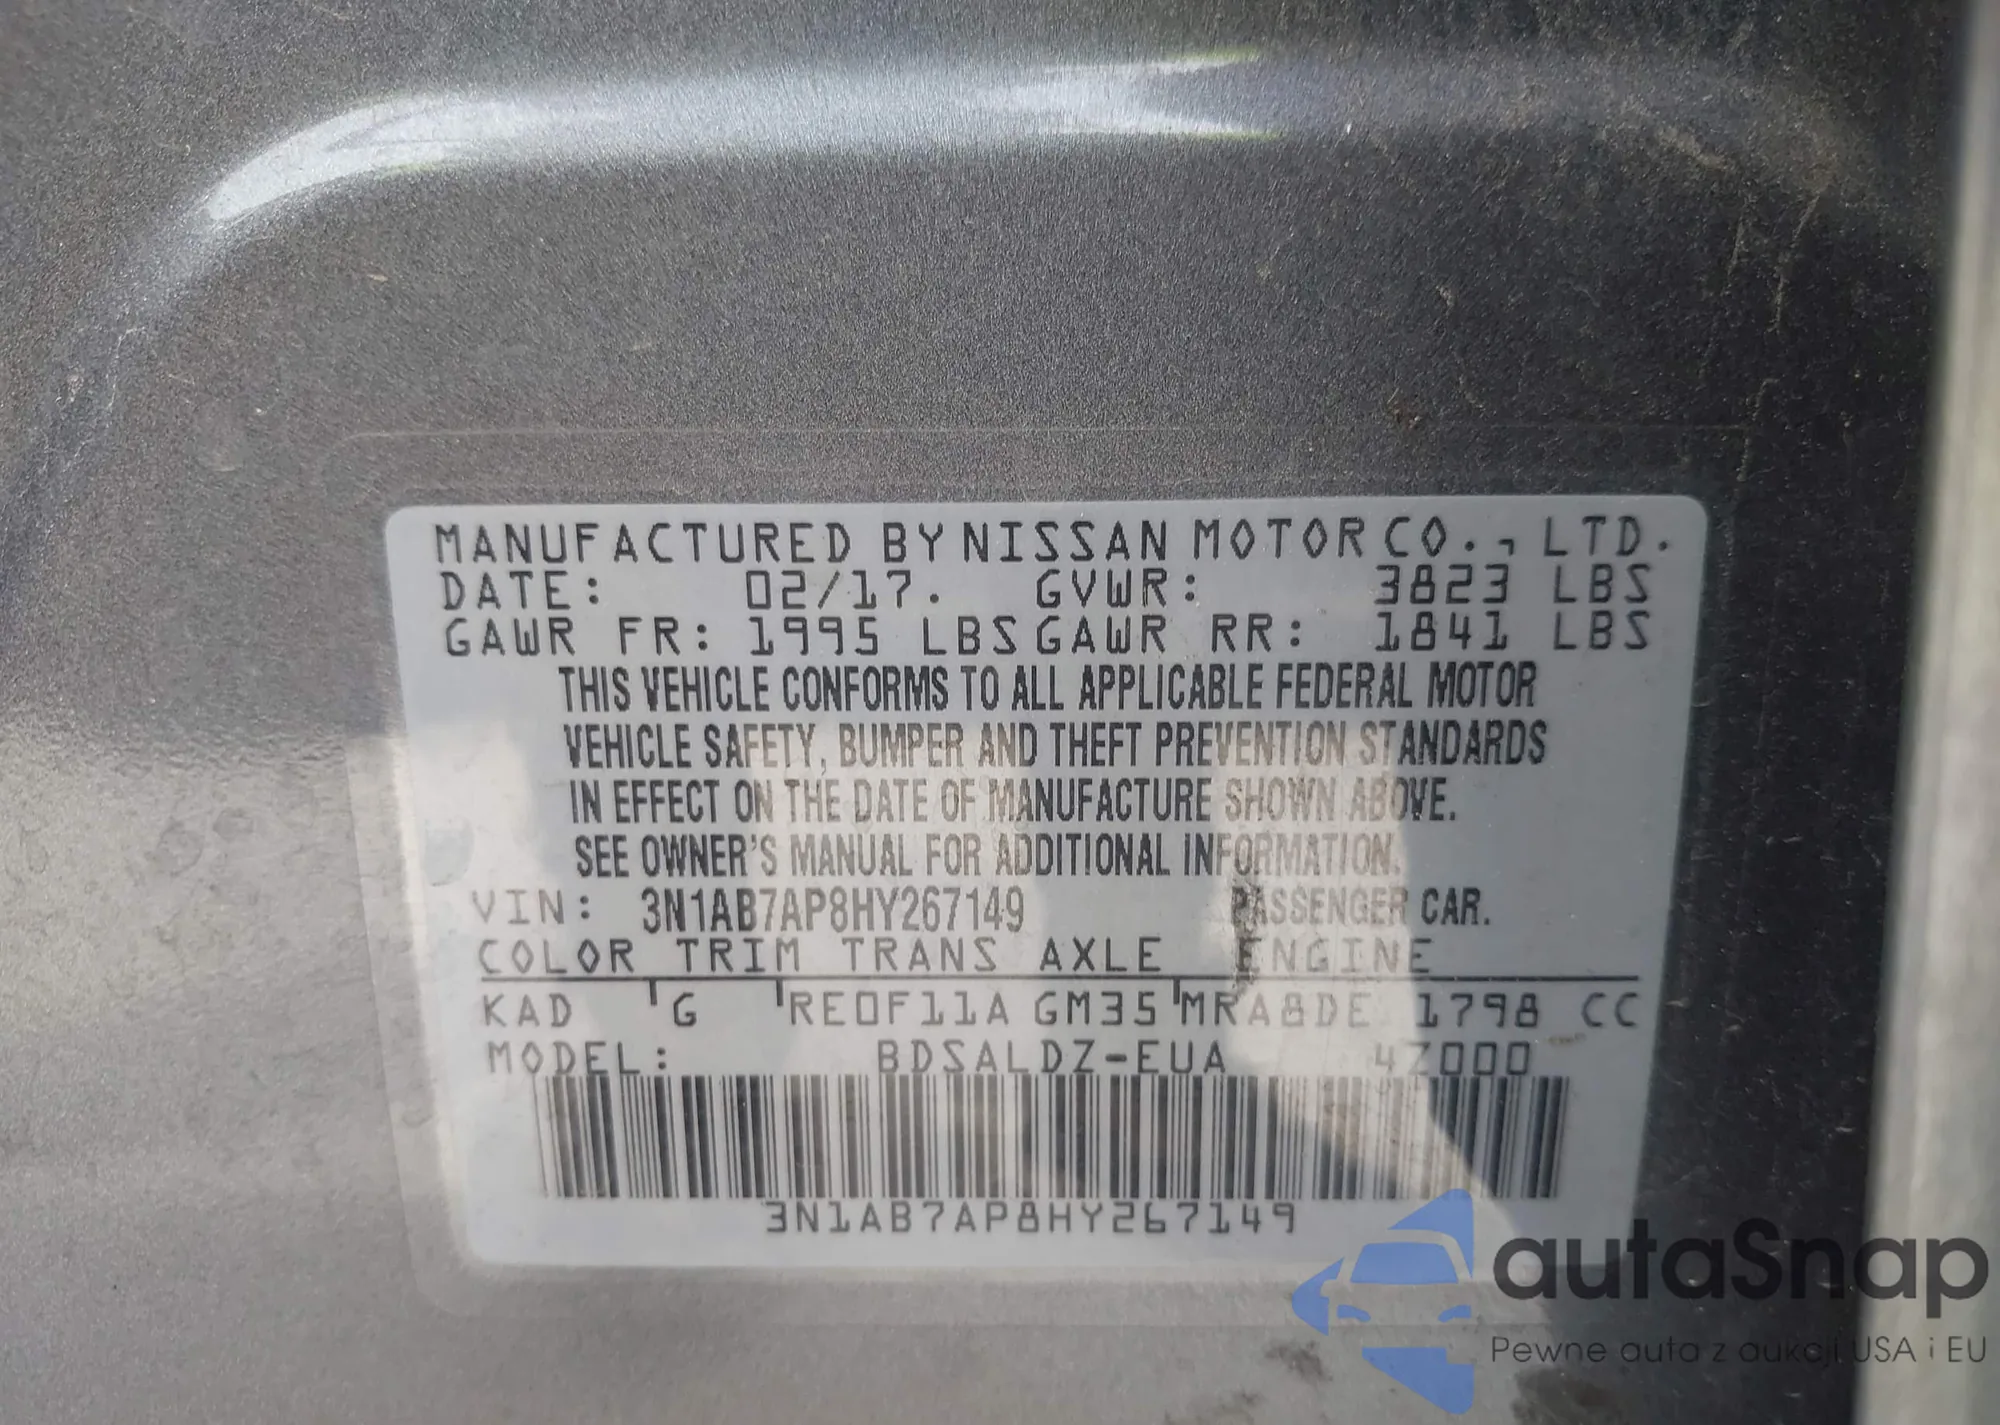 MANUFACTURED BY NISSAN MOTOR CO., LTD.
DATE: 02/17. GVWR: 3823 LBS
GAWR FR: 1995 LBS GAWR RR: 1841 LBS
THIS VEHICLE CONFORMS TO ALL APPLICABLE FEDERAL MOTOR
VEHICLE SAFETY, BUMPER AND THEFT PREVENTION STANDARDS
IN EFFECT ON THE DATE OF MANUFACTURE SHOWN ABOVE.
SEE OWNER'S MANUAL FOR ADDITIONAL INFORMATION.
VIN: 3N1AB7AP8HY267149 PASSENGER CAR.
COLOR TRIM TRANS AXLE ENGINE
KAD G RE0F11A GM35 MRA8DE 1798 CC
MODEL: BDSALDZ-EUA 4Z000
3N1AB7AP8HY267149
autaSnap
Pewne auta z aukcji USA i EU